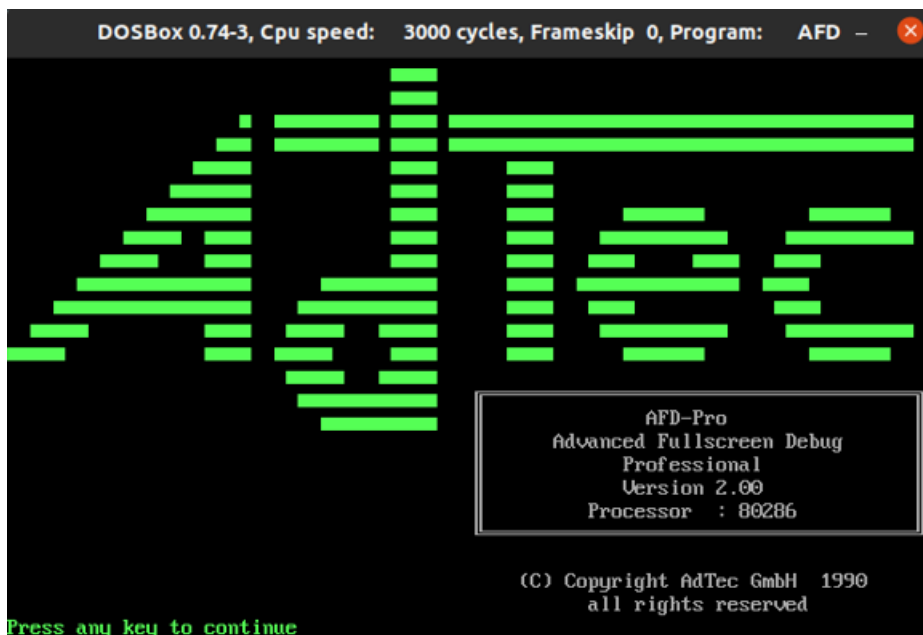 DOSBox 0.74-3, Cpu speed: 3000 cycles, Frameskip 0, Program: AFD
AdTec
AFD-Pro
Advanced Fullscreen Debug
Professional
Version 2.00
Processor : 80286
(C) Copyright AdTec GmbH 1990
all rights reserved
Press any key to continue